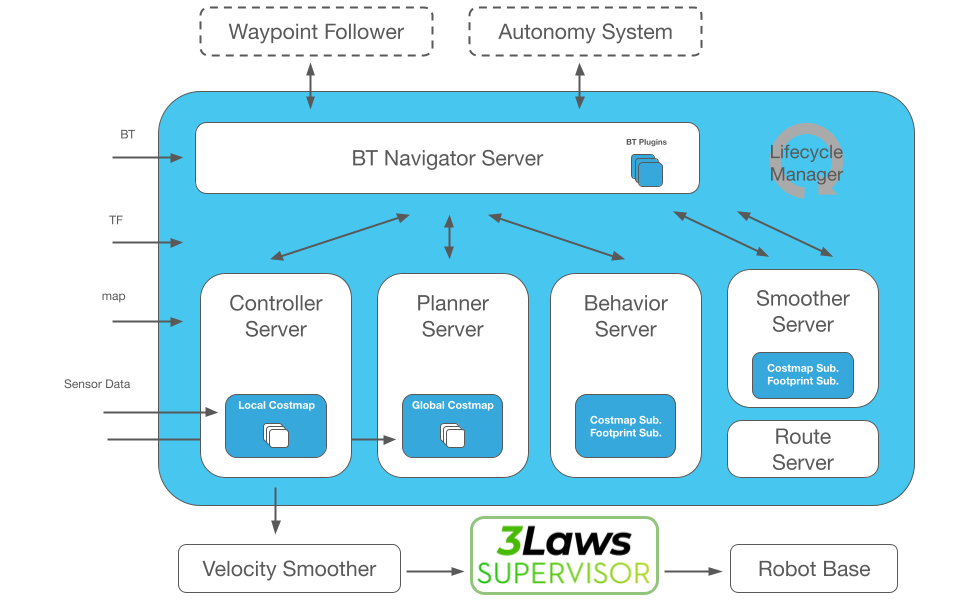 Waypoint Follower
Autonomy System
BT
BT Navigator Server
BT Plugins
Lifecycle
Manager
TF
map
Sensor Data
Controller
Server
Local Costmap
Planner
Server
Global Costmap
Behavior
Server
Costmap Sub.
Footprint Sub.
Smoother
Server
Costmap Sub.
Footprint Sub.
Route
Server
Velocity Smoother
3Laws
SUPERVISOR
Robot Base